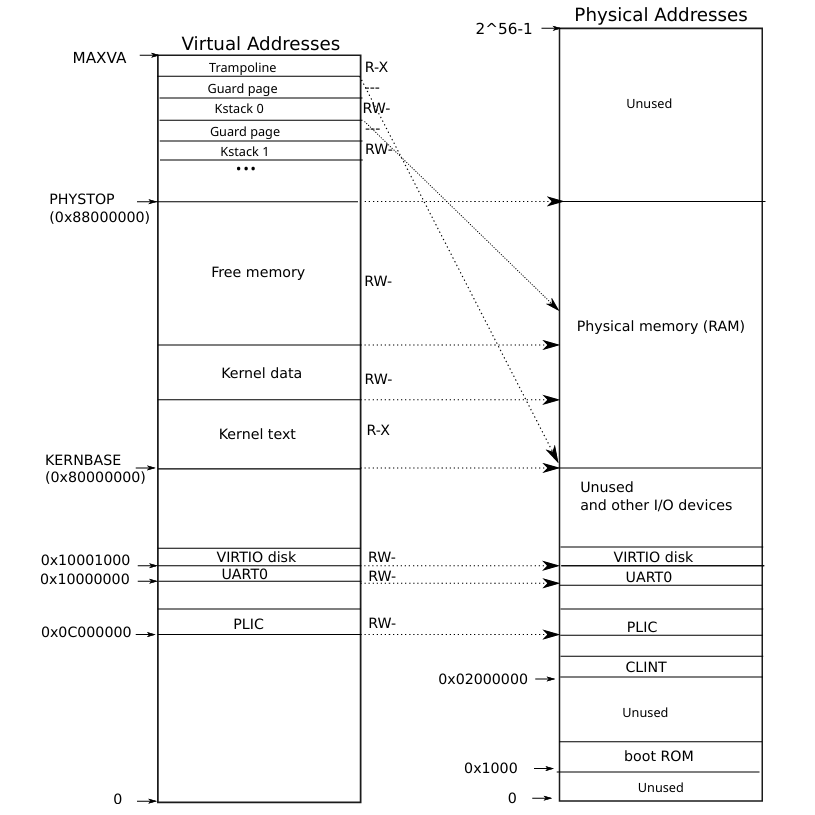 Physical Addresses
2^56-1
Virtual Addresses
MAXVA
Trampoline
R-X
Guard page
---
Unused
Kstack 0
RW-
Guard page
---
Kstack 1
RW-
...
PHYSTOP
(0x88000000)
Free memory
RW-
Physical memory (RAM)
Kernel data
RW-
Kernel text
R-X
KERNBASE
(0x80000000)
Unused
and other I/O devices
0x10001000
VIRTIO disk
RW-
VIRTIO disk
0x10000000
UART0
RW-
UART0
0x0C000000
PLIC
RW-
PLIC
CLINT
0x02000000
Unused
boot ROM
0x1000
Unused
0
0